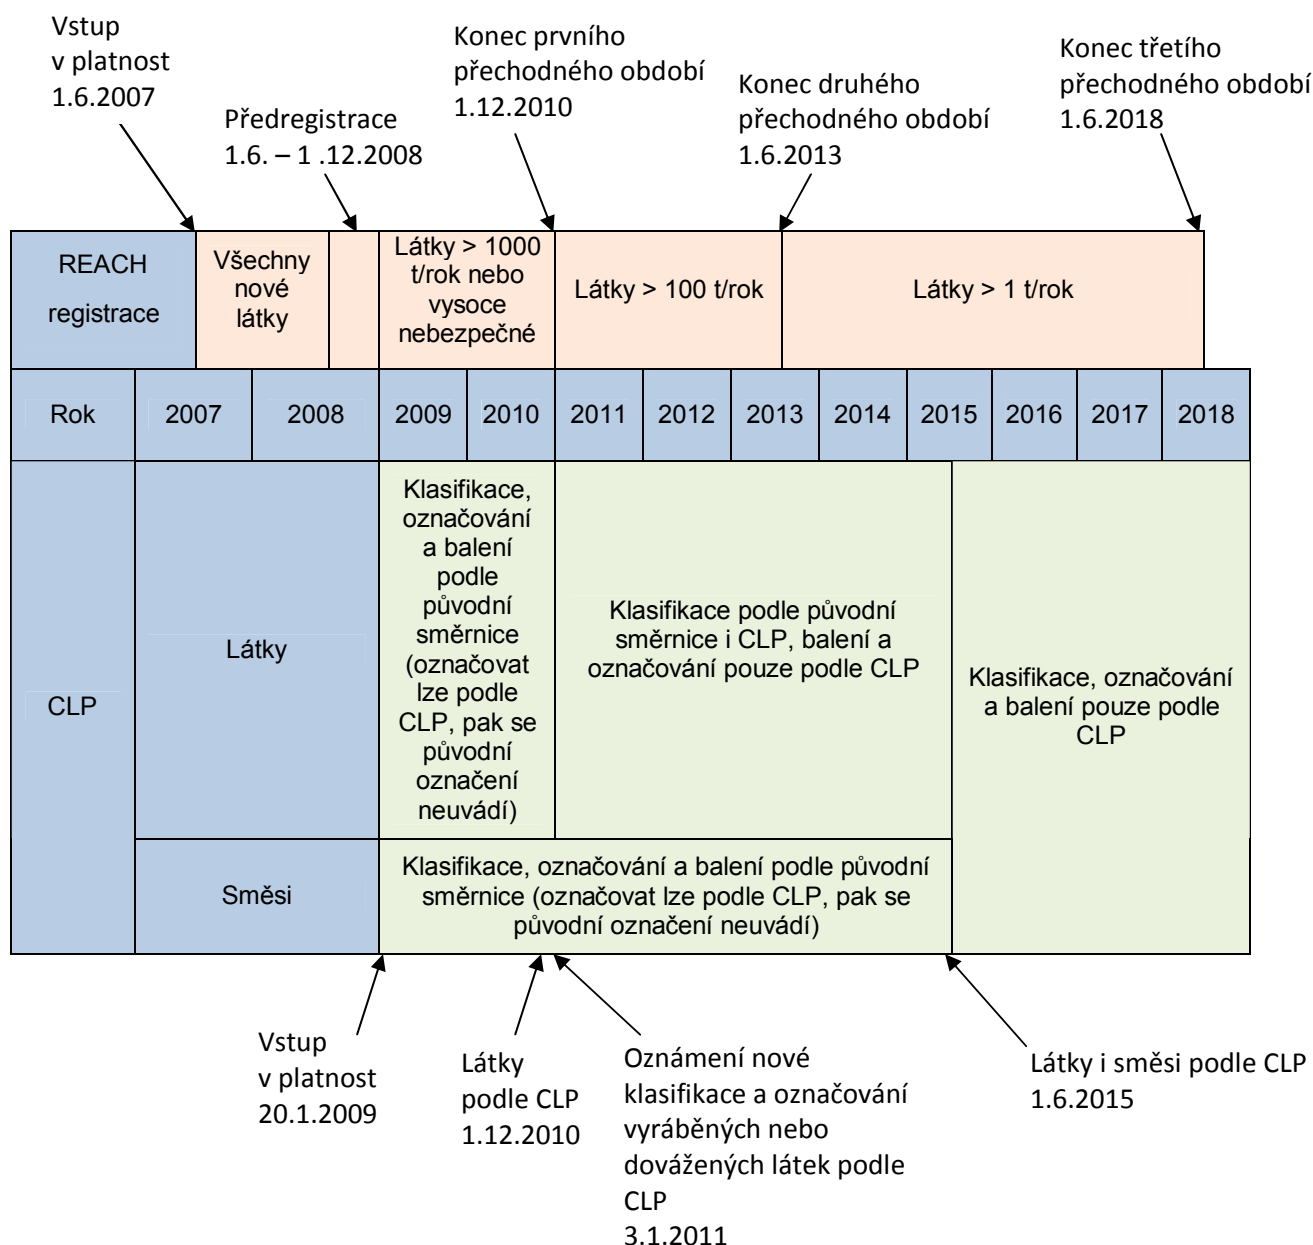 Vstup
v platnost
1.6.2007
Předregistrace
1.6. – 1 .12.2008
Konec prvního
přechodného období
1.12.2010
Konec druhého
přechodného období
1.6.2013
Konec třetího
přechodného období
1.6.2018
REACH
registrace
Všechny
nové
látky
Látky > 1000
t/rok nebo
vysoce
nebezpečné
Látky > 100 t/rok
Látky > 1 t/rok
Rok
2007
2008
2009
2010
2011
2012
2013
2014
2015
2016
2017
2018
CLP
Látky
Klasifikace,
označování
a balení
podle
původní
směrnice
(označovat
lze podle
CLP, pak se
původní
označení
neuvádí)
Klasifikace podle původní
směrnice i CLP, balení a
označování pouze podle CLP
Klasifikace, označování
a balení pouze podle
CLP
Směsi
Klasifikace, označování a balení podle původní
směrnice (označovat lze podle CLP, pak se
původní označení neuvádí)
Vstup
v platnost
20.1.2009
Látky
podle CLP
1.12.2010
Oznámení nové
klasifikace a označování
vyráběných nebo
dovážených látek podle
CLP
3.1.2011
Látky i směsi podle CLP
1.6.2015